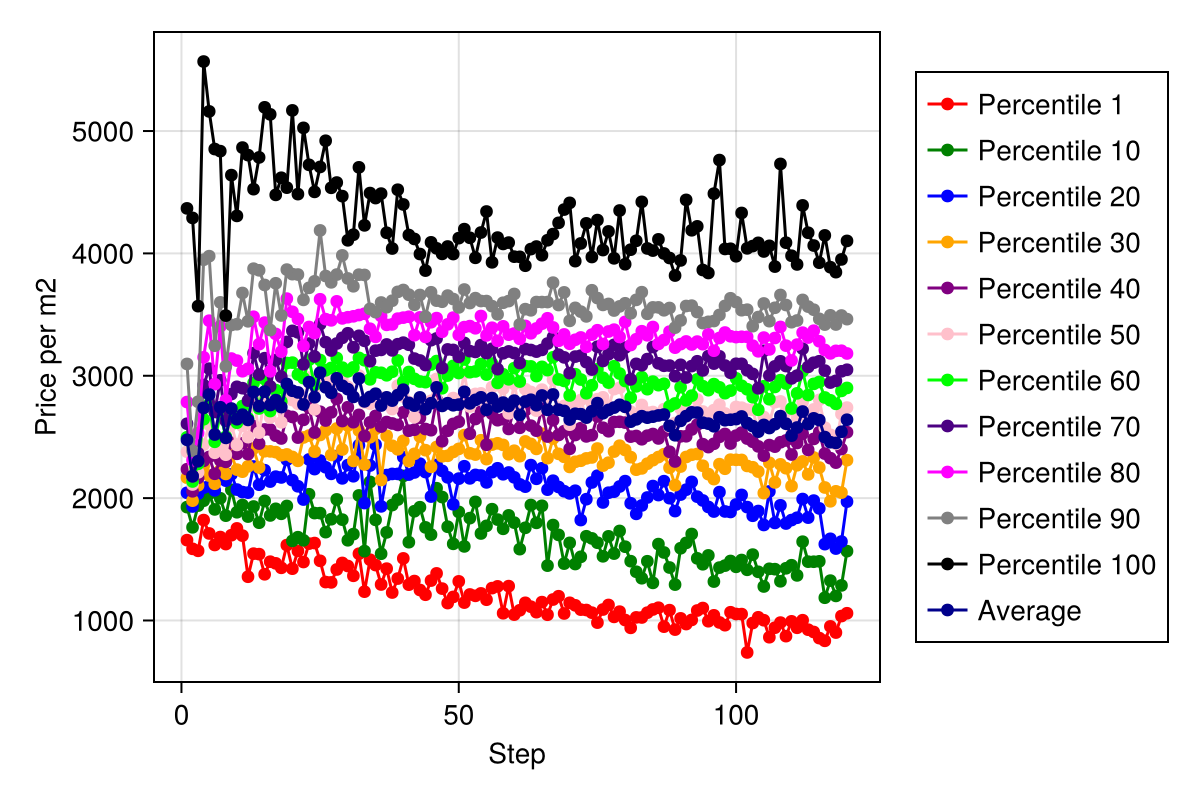 5000
4000
3000
2000
1000
Price per m2
0
50
100
Step
Percentile 1
Percentile 10
Percentile 20
Percentile 30
Percentile 40
Percentile 50
Percentile 60
Percentile 70
Percentile 80
Percentile 90
Percentile 100
Average